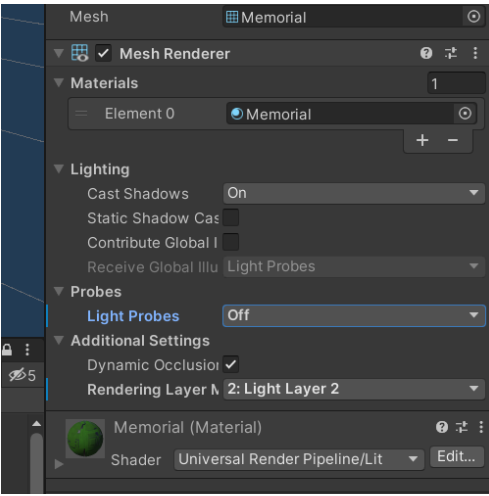 Mesh Memorial
Mesh Renderer
Materials 1
Element 0 Memorial
+ −
Lighting
Cast Shadows On
Static Shadow Cas
Contribute Global I
Receive Global Illu Light Probes
Probes
Light Probes Off
Additional Settings
Dynamic Occlusion
5 Rendering Layer M 2: Light Layer 2
Memorial (Material)
Shader Universal Render Pipeline/Lit Edit...